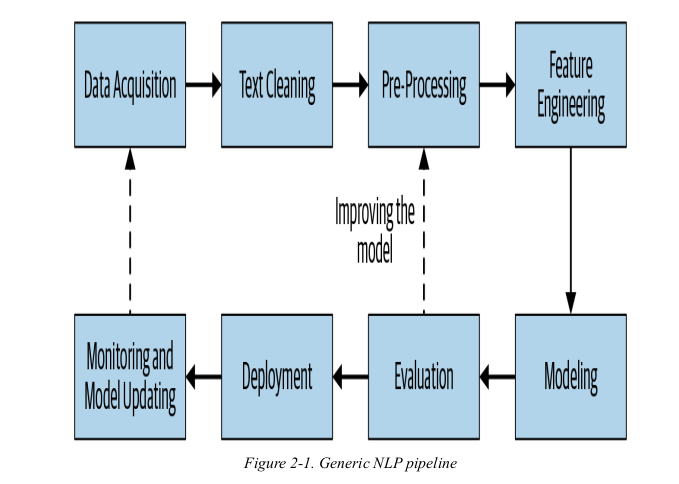 Data Acquisition
Text Cleaning
Pre-Processing
Feature
Engineering
Improving the
model
Monitoring and
Model Updating
Deployment
Evaluation
Modeling
Figure 2-1. Generic NLP pipeline